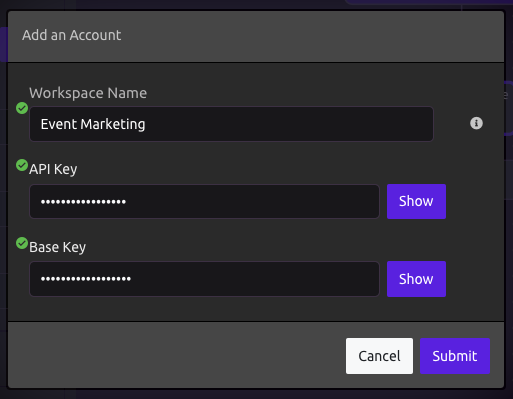 Add an Account
Workspace Name
Event Marketing
API Key
•••••••••••••••••
Show
Base Key
••••••••••••••••••
Show
Cancel
Submit